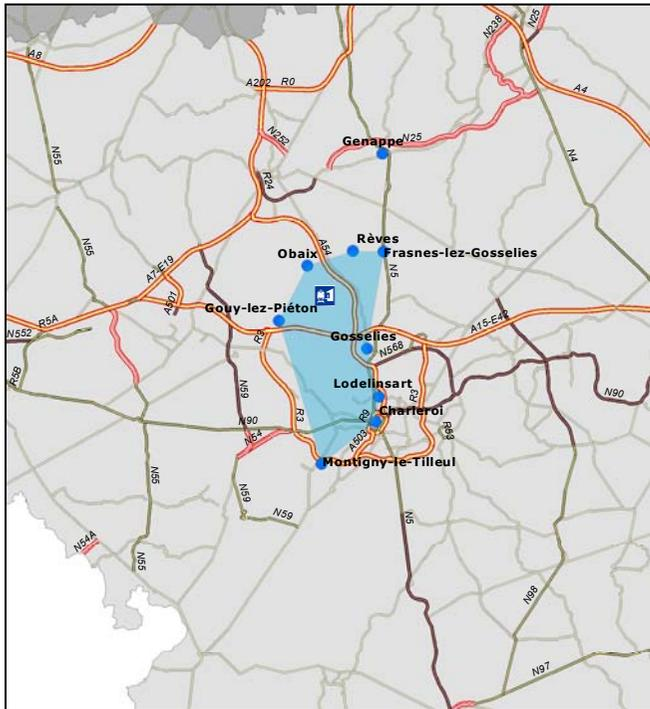 N238
N25
A8
A202
R0
A4
N252
Genappe
N25
N55
N4
R24
N55
Rèves
Obaix
A54
Frasnes-lez-Gosselies
A7-E19
N5
A501
Gouy-lez-Piéton
R5A
A15-E42
N552
R3
Gosselies
N568
R5B
Lodelinsart
N59
R3
N90
Charleroi
R3
R9
N90
N54
A503
R53
Montigny-le-Tilleul
N55
N59
N59
N5
N54A
N55
N98
N97